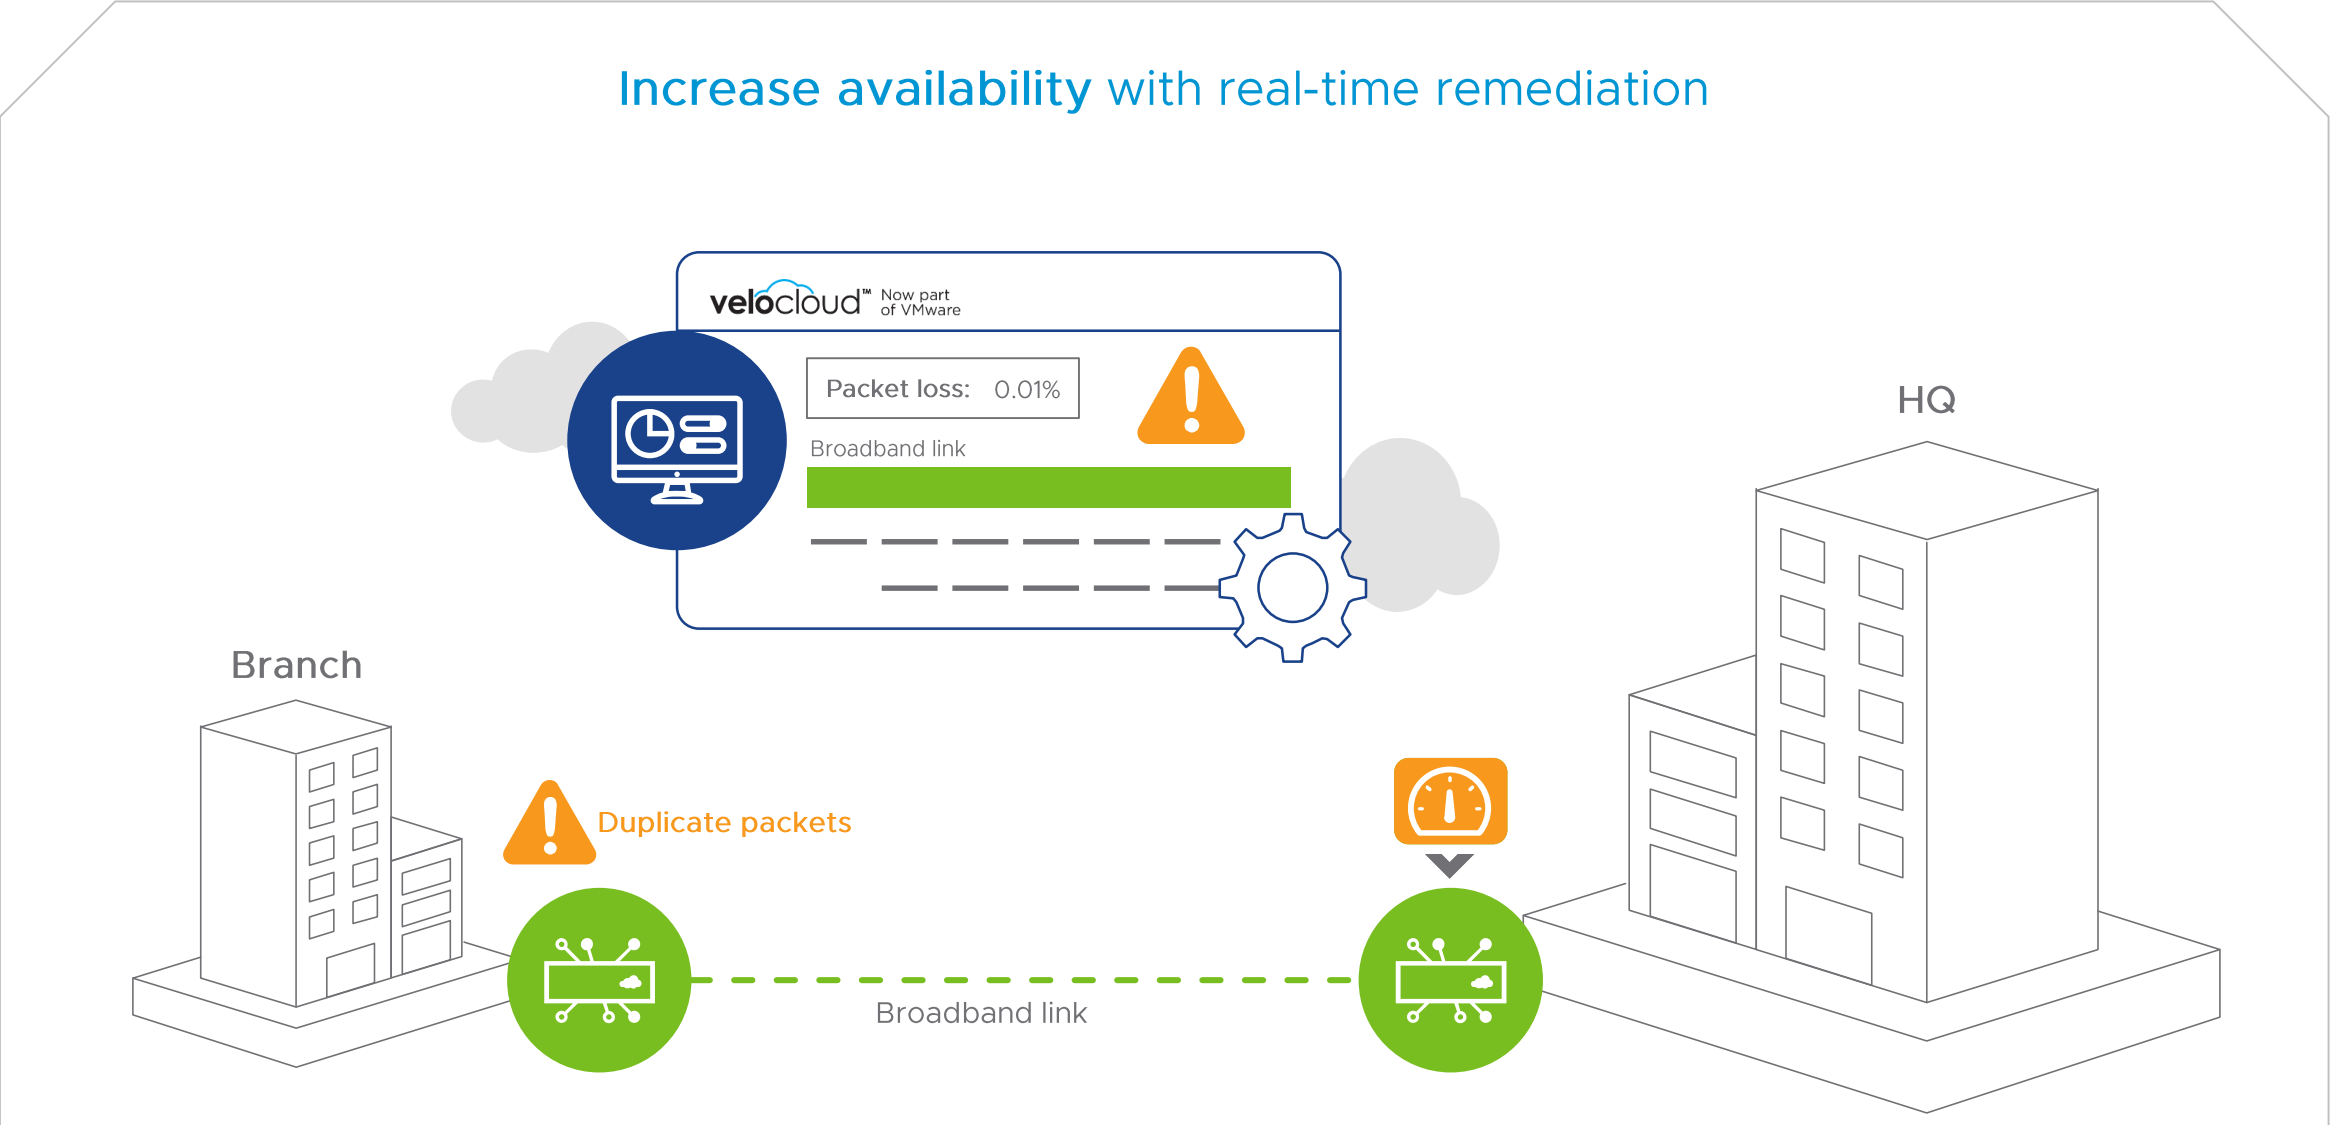 Increase availability with real-time remediation
velocloud™ Now part
of VMware
Packet loss: 0.01%
Broadband link
HQ
Branch
Duplicate packets
Broadband link